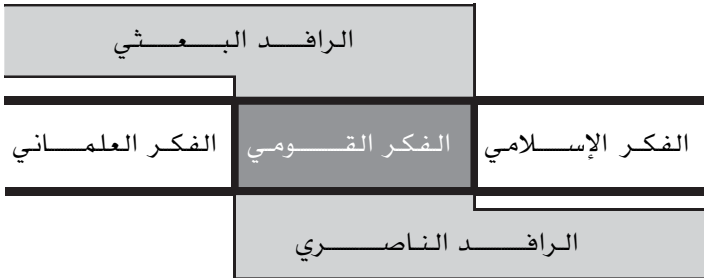 الرافد البعثي
الفكر الإسلامي الفكر القومي الفكر العلماني
الرافد الناصري